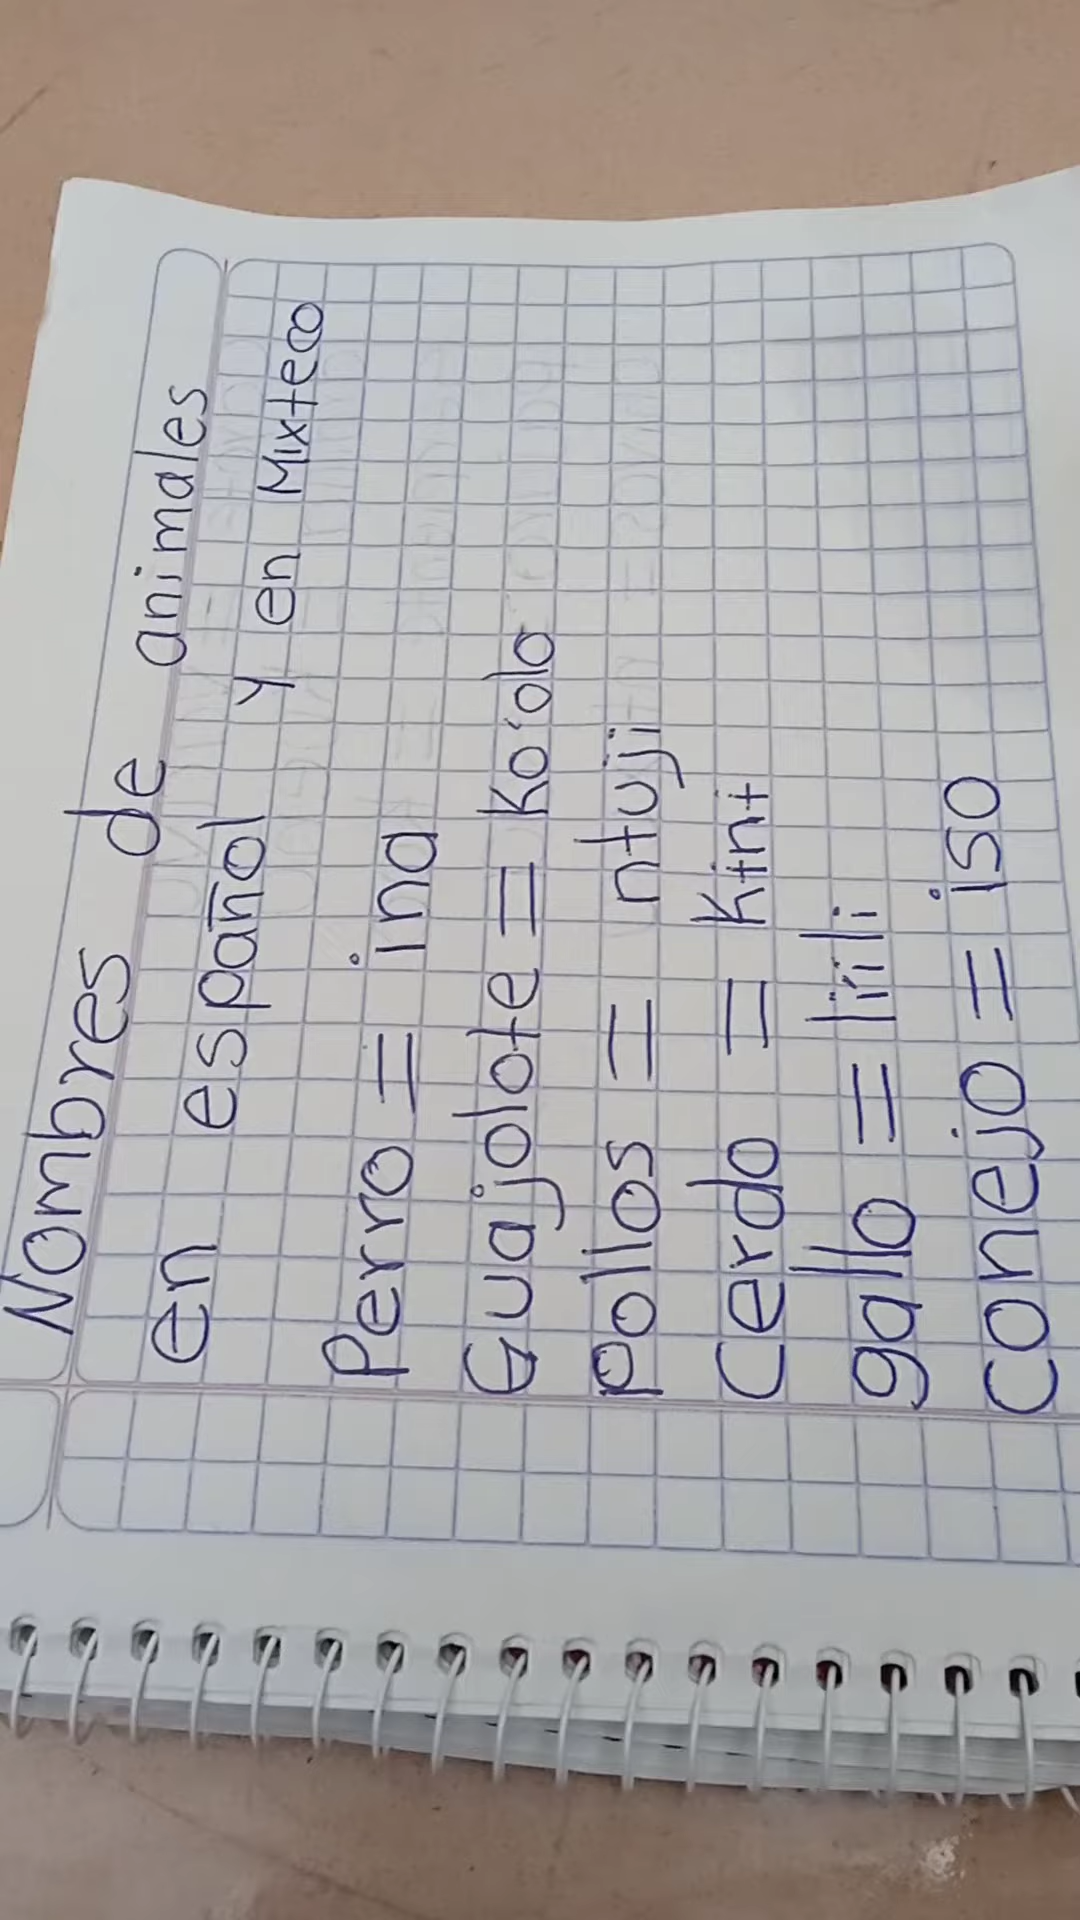 Nombres de animales
en español y en Mixteco
Perro = ina
Guajolote = Ko'olo
Pollos = ntuji
Cerdo = Kɨnɨ
gallo = liili
conejo = iso